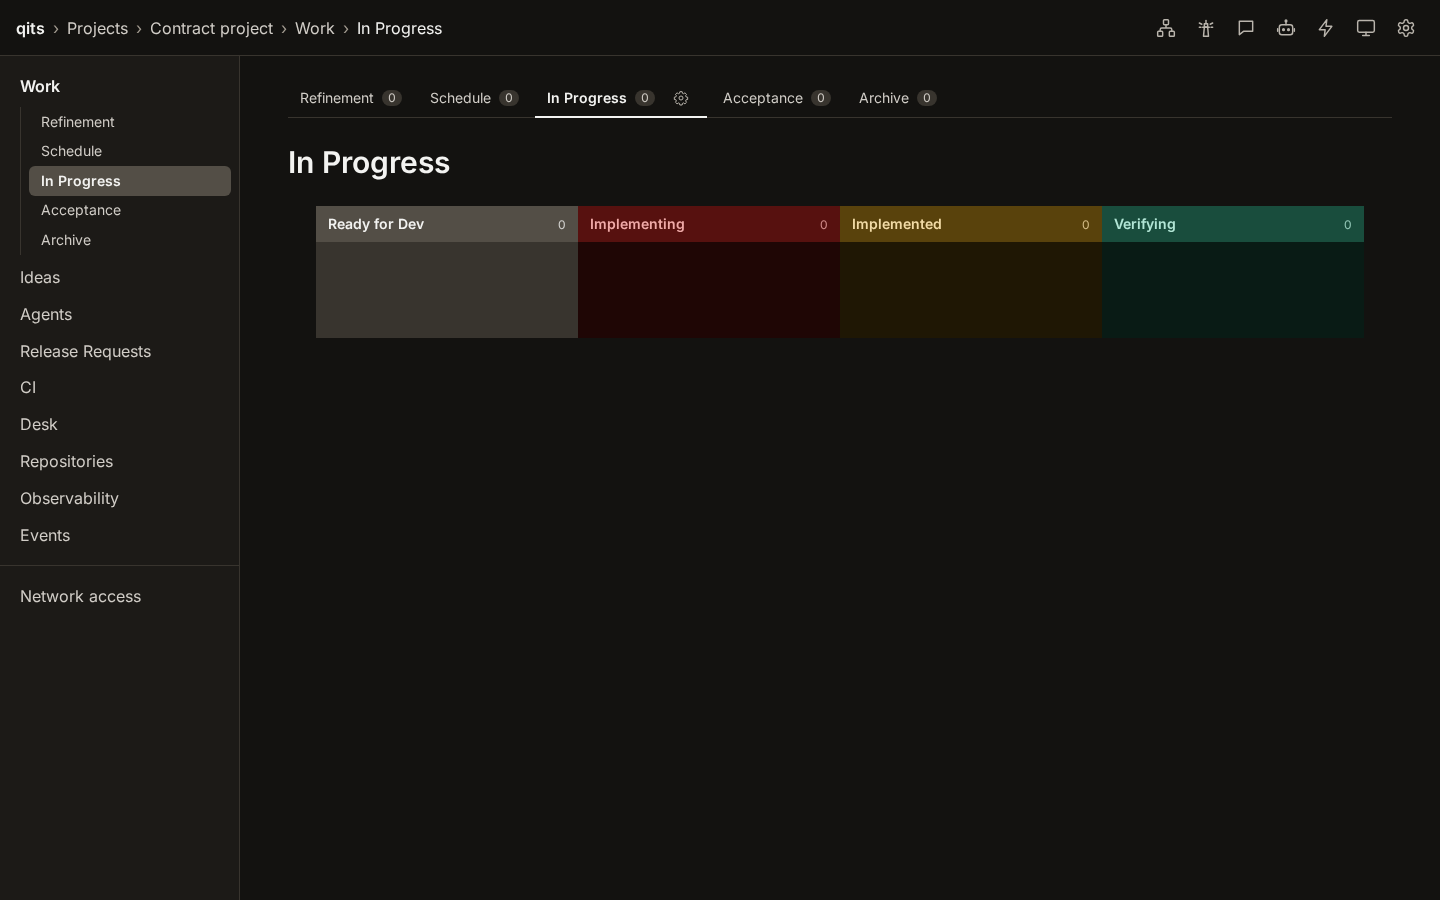 qits › Projects › Contract project › Work › In Progress
Work
Refinement
Schedule
In Progress
Acceptance
Archive
Ideas
Agents
Release Requests
CI
Desk
Repositories
Observability
Events
Network access
Refinement 0 Schedule 0 In Progress 0 Acceptance 0 Archive 0
In Progress
Ready for Dev 0 Implementing 0 Implemented 0 Verifying 0